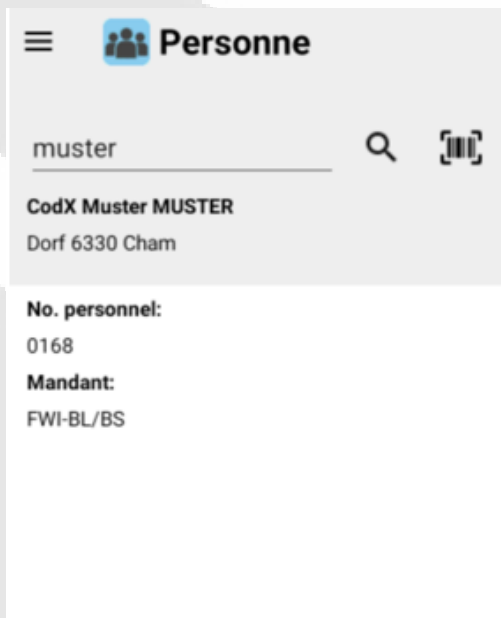 Personne
muster
CodX Muster MUSTER
Dorf 6330 Cham
No. personnel:
0168
Mandant:
FWI-BL/BS